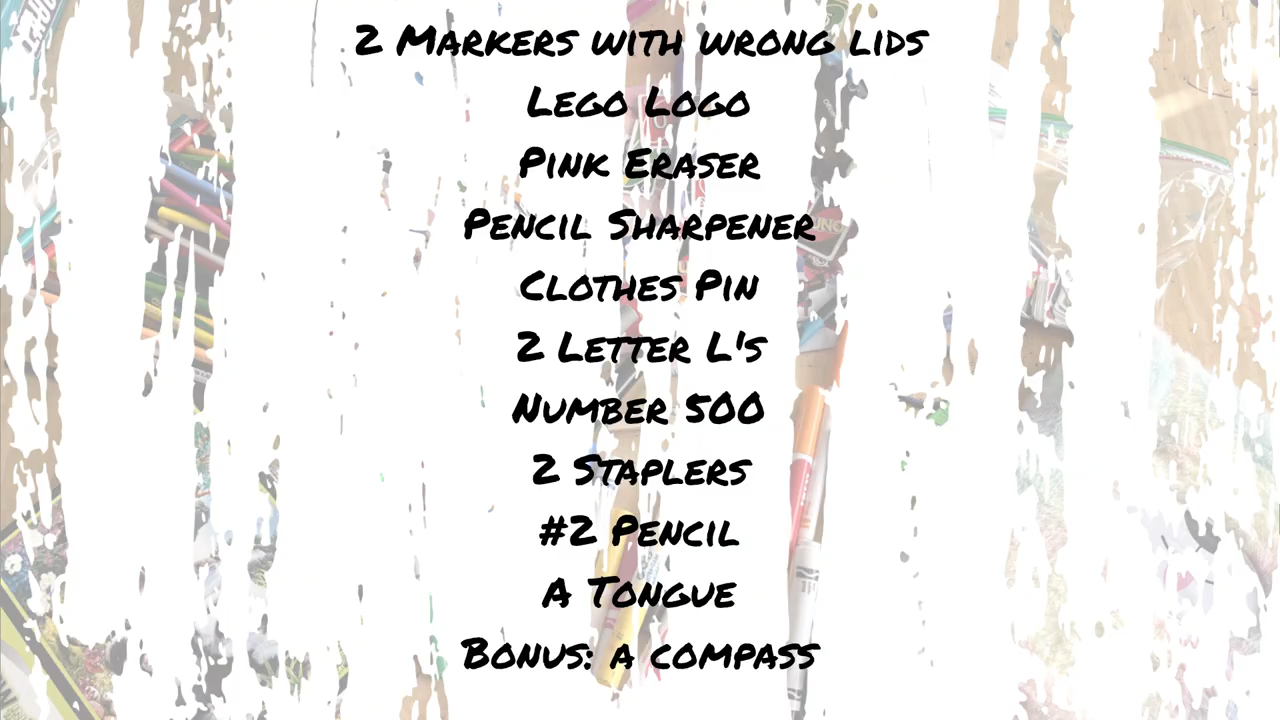 2 Markers with wrong lids
Lego Logo
Pink Eraser
Pencil Sharpener
Clothes Pin
2 Letter L's
Number 500
2 Staplers
#2 Pencil
A Tongue
Bonus: a compass
UNO